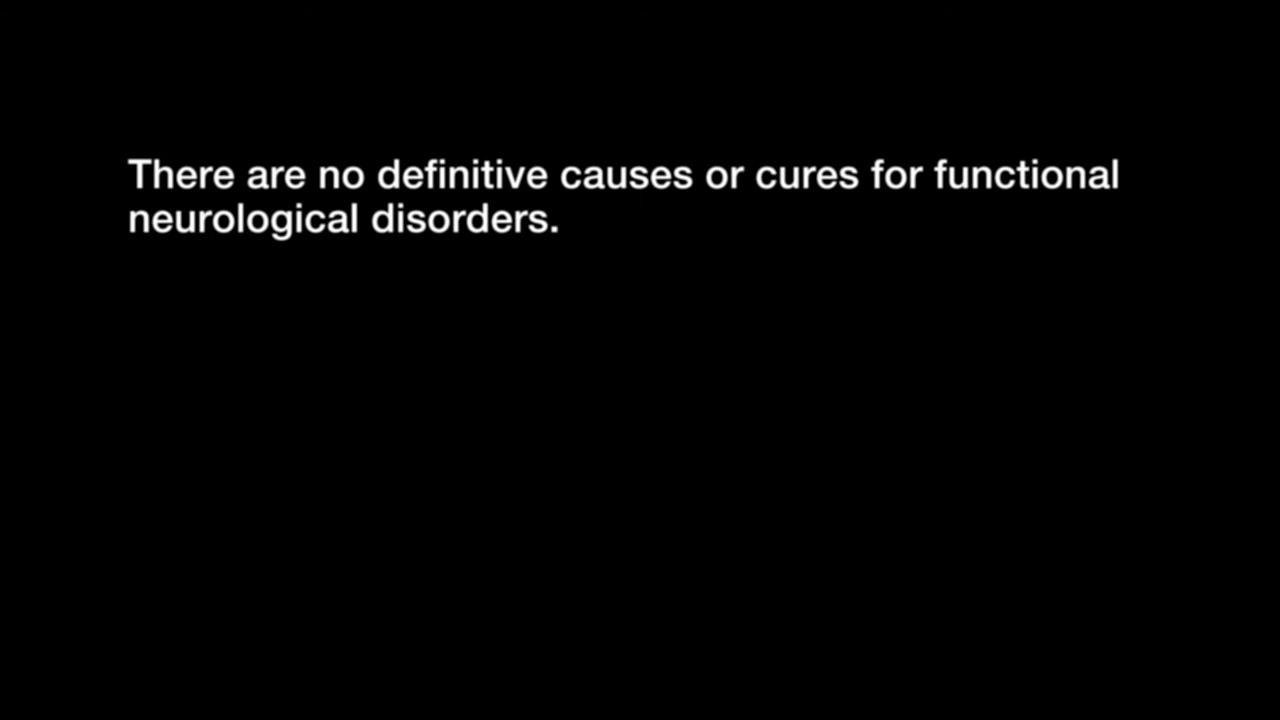 There are no definitive causes or cures for functional
neurological disorders.